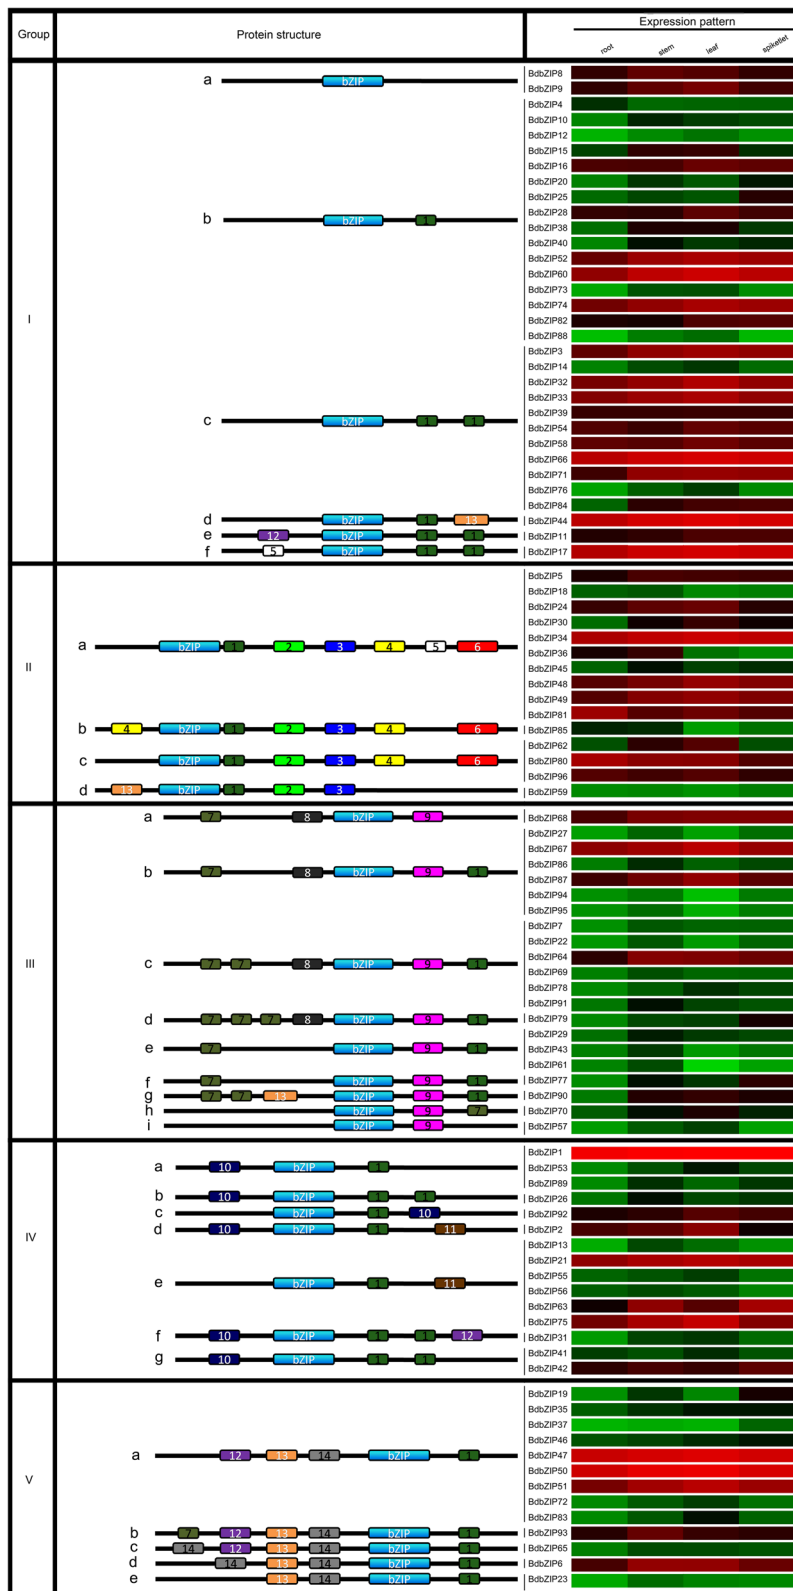 Group
Protein structure
Expression pattern
root stem leaf spikelet
I
a bZIP
b bZIP 1
c bZIP 1 1
d bZIP 1 13
e 12 bZIP 1 1
f 5 bZIP 1 1
BdbZIP8
BdbZIP9
BdbZIP4
BdbZIP10
BdbZIP12
BdbZIP15
BdbZIP16
BdbZIP20
BdbZIP25
BdbZIP28
BdbZIP38
BdbZIP40
BdbZIP52
BdbZIP60
BdbZIP73
BdbZIP74
BdbZIP82
BdbZIP88
BdbZIP3
BdbZIP14
BdbZIP32
BdbZIP33
BdbZIP39
BdbZIP54
BdbZIP58
BdbZIP66
BdbZIP71
BdbZIP76
BdbZIP84
BdbZIP44
BdbZIP11
BdbZIP17
II
a bZIP 1 2 3 4 5 6
b 4 bZIP 1 2 3 4 6
c bZIP 1 2 3 4 6
d 13 bZIP 1 2 3
BdbZIP5
BdbZIP18
BdbZIP24
BdbZIP30
BdbZIP34
BdbZIP36
BdbZIP45
BdbZIP48
BdbZIP49
BdbZIP81
BdbZIP85
BdbZIP62
BdbZIP80
BdbZIP96
BdbZIP59
III
a 7 8 bZIP 9
b 7 8 bZIP 9 1
c 7 7 8 bZIP 9 1
d 7 7 7 8 bZIP 9 1
e 7 bZIP 9 1
f 7 bZIP 9 1
g 7 7 13 bZIP 9 1
h bZIP 9 7
i bZIP 9
BdbZIP68
BdbZIP27
BdbZIP67
BdbZIP86
BdbZIP87
BdbZIP94
BdbZIP95
BdbZIP7
BdbZIP22
BdbZIP64
BdbZIP69
BdbZIP78
BdbZIP91
BdbZIP79
BdbZIP29
BdbZIP43
BdbZIP61
BdbZIP77
BdbZIP90
BdbZIP70
BdbZIP57
IV
a 10 bZIP 1
b 10 bZIP 1 1
c bZIP 1 10
d 10 bZIP 1 11
e bZIP 1 11
f 10 bZIP 1 1 12
g 10 bZIP 1 1
BdbZIP1
BdbZIP53
BdbZIP89
BdbZIP26
BdbZIP92
BdbZIP2
BdbZIP13
BdbZIP21
BdbZIP55
BdbZIP56
BdbZIP63
BdbZIP75
BdbZIP31
BdbZIP41
BdbZIP42
V
a 12 13 14 bZIP 1
b 7 12 13 14 bZIP 1
c 14 12 13 14 bZIP 1
d 14 13 14 bZIP 1
e 13 14 bZIP 1
BdbZIP19
BdbZIP35
BdbZIP37
BdbZIP46
BdbZIP47
BdbZIP50
BdbZIP51
BdbZIP72
BdbZIP83
BdbZIP93
BdbZIP65
BdbZIP6
BdbZIP23